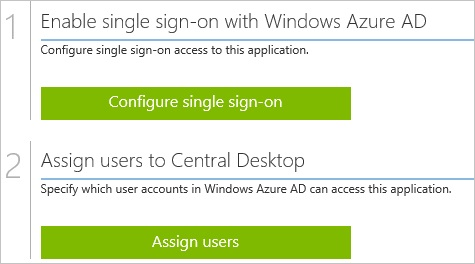 1
Enable single sign-on with Windows Azure AD
Configure single sign-on access to this application.
Configure single sign-on
2
Assign users to Central Desktop
Specify which user accounts in Windows Azure AD can access this application.
Assign users